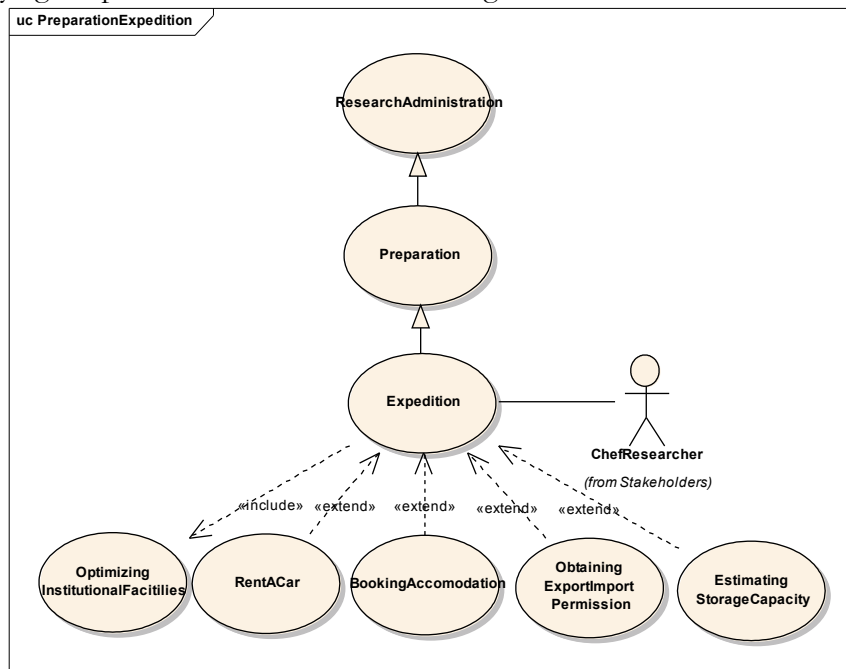 uc PreparationExpedition
ResearchAdministration
Preparation
Expedition
ChefResearcher
(from Stakeholders)
«include»
«extend»
«extend»
«extend»
«extend»
Optimizing
InstitutionalFacitilies
RentACar
BookingAccomodation
Obtaining
ExportImport
Permission
Estimating
StorageCapacity